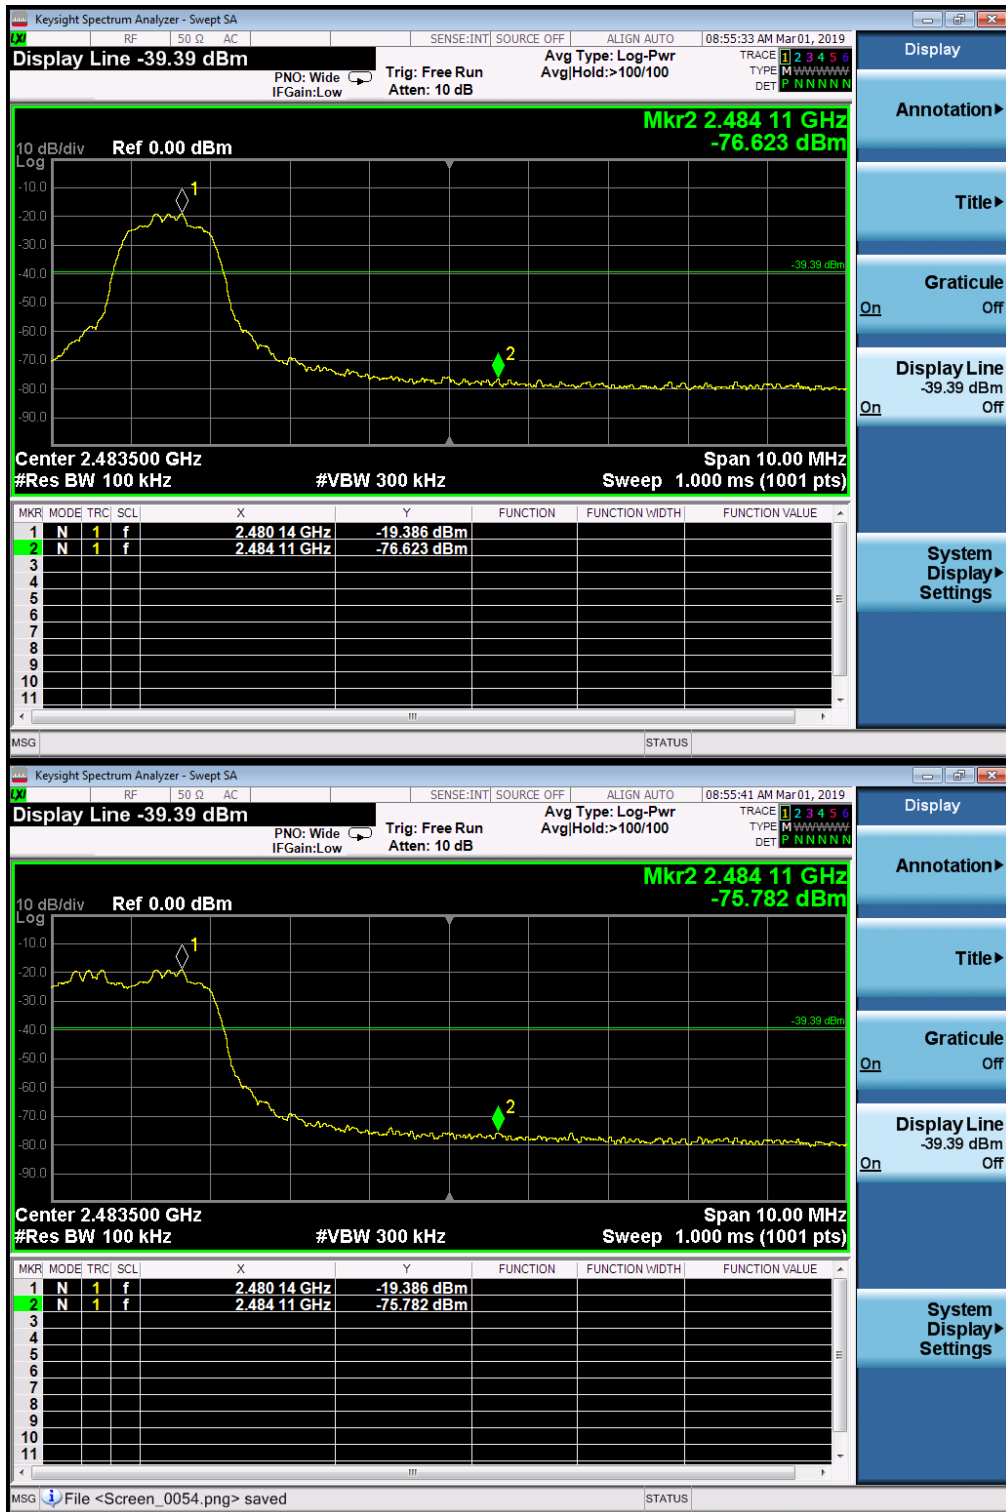 Keysight Spectrum Analyzer - Swept SA
LXI RF 50 Ω AC SENSE:INT SOURCE OFF ALIGN AUTO 08:55:33 AM Mar 01, 2019
Display Line -39.39 dBm
Avg Type: Log-Pwr
TRACE 1 2 3 4 5 6
PNO: Wide Trig: Free Run Avg|Hold:>100/100
TYPE M WWWWW
IFGain:Low Atten: 10 dB
DET P N N N N N
Mkr2 2.484 11 GHz
-76.623 dBm
10 dB/div Ref 0.00 dBm
Log
-10.0
1
-20.0
-30.0
-39.39 dBm
-40.0
-50.0
-60.0
2
-70.0
-80.0
-90.0
Center 2.483500 GHz Span 10.00 MHz
#Res BW 100 kHz #VBW 300 kHz Sweep 1.000 ms (1001 pts)
MKR MODE TRC SCL X Y FUNCTION FUNCTION WIDTH FUNCTION VALUE
1 N 1 f 2.480 14 GHz -19.386 dBm
2 N 1 f 2.484 11 GHz -76.623 dBm
3
4
5
6
7
8
9
10
11
MSG STATUS
Display
Annotation
Title
Graticule
On Off
Display Line
-39.39 dBm
On Off
System
Display
Settings
Keysight Spectrum Analyzer - Swept SA
LXI RF 50 Ω AC SENSE:INT SOURCE OFF ALIGN AUTO 08:55:41 AM Mar 01, 2019
Display Line -39.39 dBm
Avg Type: Log-Pwr
TRACE 1 2 3 4 5 6
PNO: Wide Trig: Free Run Avg|Hold:>100/100
TYPE M WWWWW
IFGain:Low Atten: 10 dB
DET P N N N N N
Mkr2 2.484 11 GHz
-75.782 dBm
10 dB/div Ref 0.00 dBm
Log
-10.0
1
-20.0
-30.0
-39.39 dBm
-40.0
-50.0
-60.0
2
-70.0
-80.0
-90.0
Center 2.483500 GHz Span 10.00 MHz
#Res BW 100 kHz #VBW 300 kHz Sweep 1.000 ms (1001 pts)
MKR MODE TRC SCL X Y FUNCTION FUNCTION WIDTH FUNCTION VALUE
1 N 1 f 2.480 14 GHz -19.386 dBm
2 N 1 f 2.484 11 GHz -75.782 dBm
3
4
5
6
7
8
9
10
11
MSG File <Screen_0054.png> saved STATUS
Display
Annotation
Title
Graticule
On Off
Display Line
-39.39 dBm
On Off
System
Display
Settings